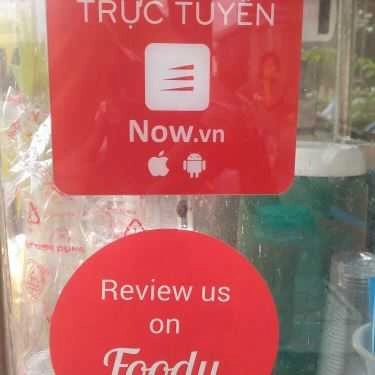 TRỰC TUYẾN
Now.vn
Review us
on
Foody